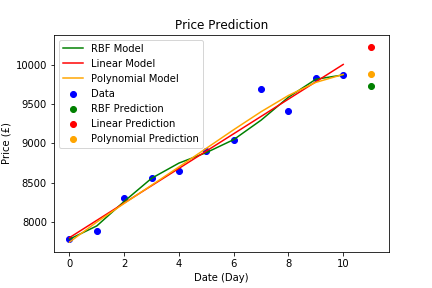 Price Prediction
RBF Model
Linear Model
Polynomial Model
Data
RBF Prediction
Linear Prediction
Polynomial Prediction
10000
9500
9000
8500
8000
Price (£)
0 2 4 6 8 10
Date (Day)